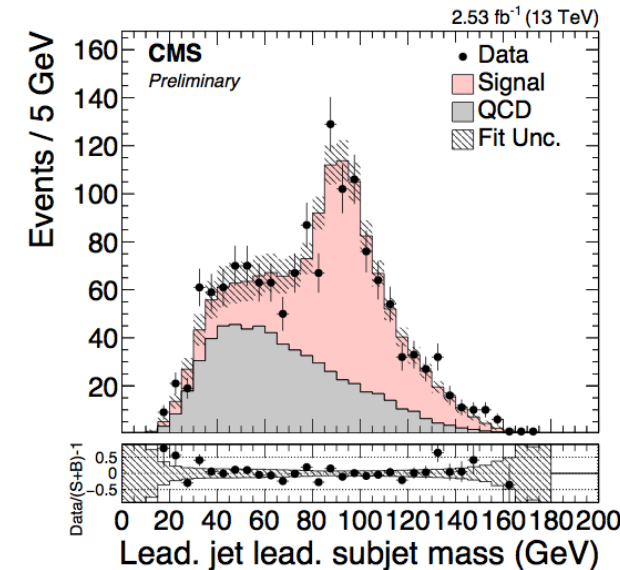 2.53 fb⁻¹ (13 TeV)
CMS
Preliminary
Data
Signal
QCD
Fit Unc.
Events / 5 GeV
160
140
120
100
80
60
40
20
Data/(S+B)-1
0.5
0
−0.5
0 20 40 60 80 100 120 140 160 180 200
Lead. jet lead. subjet mass (GeV)